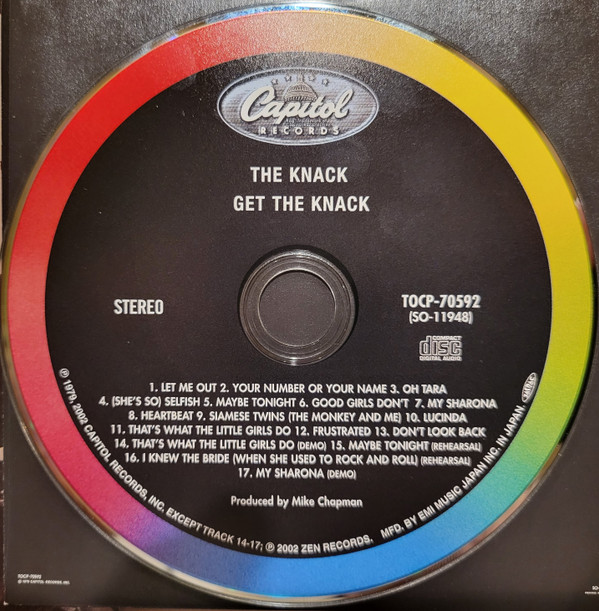 Capitol
RECORDS
THE KNACK
GET THE KNACK
STEREO
TOCP-70592
(SO-11948)
COMPACT
disc
DIGITAL AUDIO
1. LET ME OUT 2. YOUR NUMBER OR YOUR NAME 3. OH TARA
4. (SHE'S SO) SELFISH 5. MAYBE TONIGHT 6. GOOD GIRLS DON'T 7. MY SHARONA
8. HEARTBEAT 9. SIAMESE TWINS (THE MONKEY AND ME) 10. LUCINDA
11. THAT'S WHAT THE LITTLE GIRLS DO 12. FRUSTRATED 13. DON'T LOOK BACK
14. THAT'S WHAT THE LITTLE GIRLS DO (DEMO) 15. MAYBE TONIGHT (REHEARSAL)
16. I KNEW THE BRIDE (WHEN SHE USED TO ROCK AND ROLL) (REHEARSAL)
17. MY SHARONA (DEMO)
Produced by Mike Chapman
℗ 1979, 2002 CAPITOL RECORDS, INC. EXCEPT TRACK 14-17; ℗ 2002 ZEN RECORDS. MFD. BY EMI MUSIC JAPAN INC. IN JAPAN.
TOCP-70592